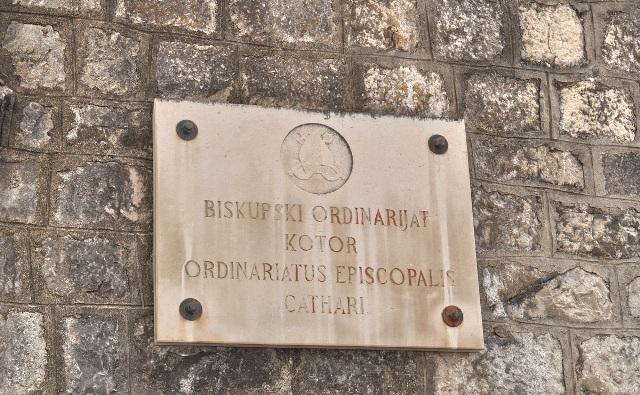 BISKUPSKI ORDINARIJAT
KOTOR
ORDINARIATUS EPISCOPALIS
CATHARI